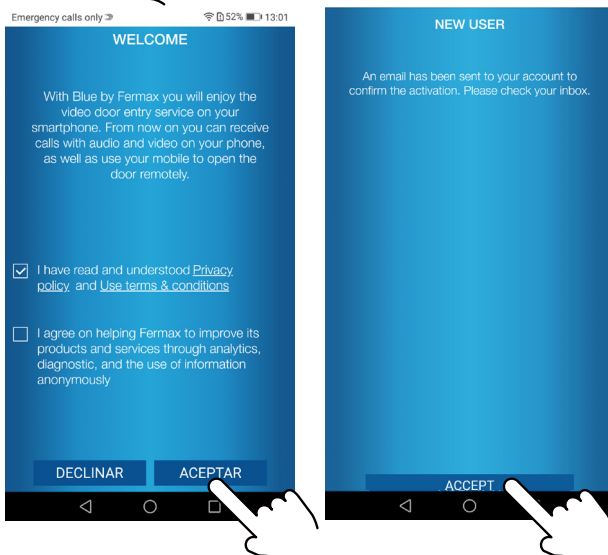 Emergency calls only 52% 13:01
WELCOME
With Blue by Fermax you will enjoy the
video door entry service on your
smartphone. From now on you can receive
calls with audio and video on your phone,
as well as use your mobile to open the
door remotely.
I have read and understood Privacy
policy and Use terms & conditions
I agree on helping Fermax to improve its
products and services through analytics,
diagnostic, and the use of information
anonymously
DECLINAR ACEPTAR
NEW USER
An email has been sent to your account to
confirm the activation. Please check your inbox.
ACCEPT